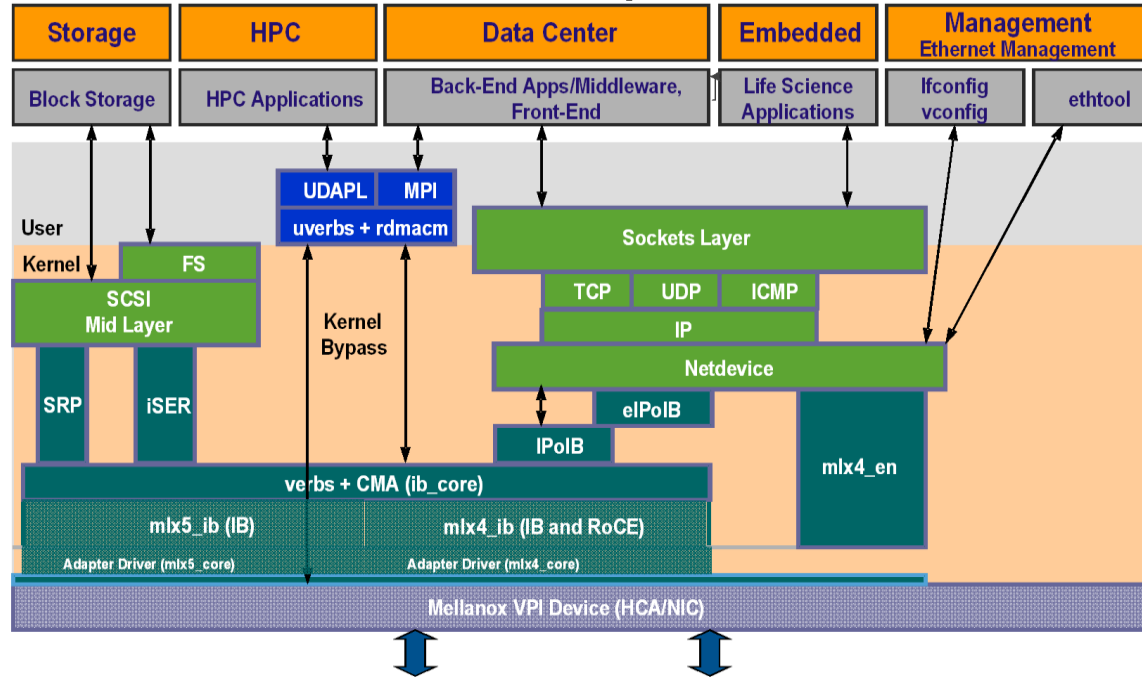 Storage
HPC
Data Center
Embedded
Management
Ethernet Management
Block Storage
HPC Applications
Back-End Apps/Middleware,
Front-End
Life Science
Applications
Ifconfig
vconfig
ethtool
UDAPL
MPI
uverbs + rdmacm
User
Kernel
FS
SCSI
Mid Layer
Sockets Layer
TCP
UDP
ICMP
IP
Kernel
Bypass
Netdevice
SRP
iSER
eIPoIB
IPoIB
mlx4_en
verbs + CMA (ib_core)
mlx5_ib (IB)
mlx4_ib (IB and RoCE)
Adapter Driver (mlx5_core)
Adapter Driver (mlx4_core)
Mellanox VPI Device (HCA/NIC)